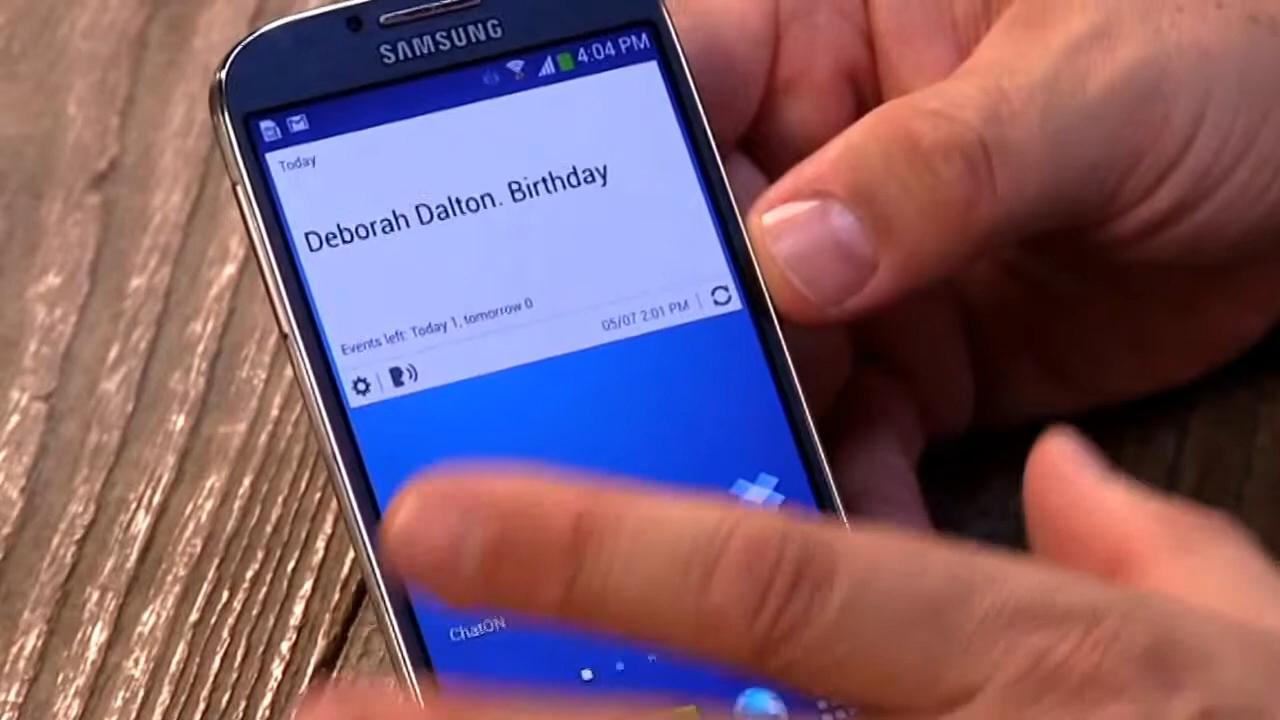 SAMSUNG
4:04 PM
Today
Deborah Dalton. Birthday
Events left: Today 1, tomorrow 0
05/07 2:01 PM
ChatON